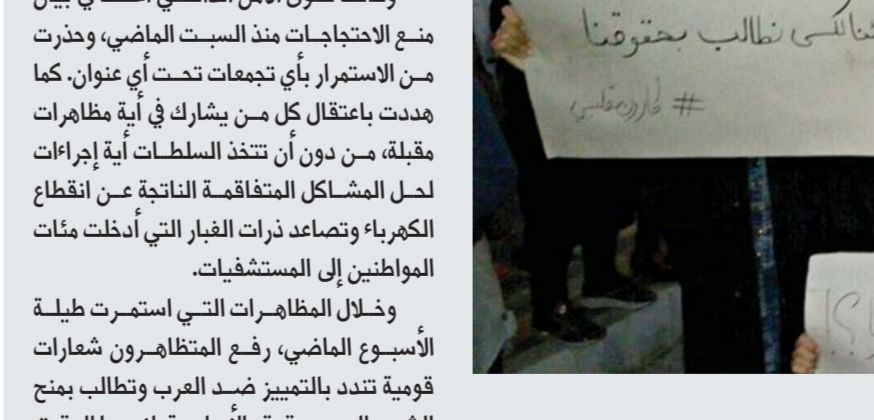 منع الاحتجاجات منذ السبت الماضي، وحذرت
من الاستمرار بأي تجمعات تحت أي عنوان. كما
هددت باعتقال كل من يشارك في أية مظاهرات
مقبلة، من دون أن تتخذ السلطات أية إجراءات
لحل المشاكل المتفاقمة الناتجة عن انقطاع
الكهرباء وتصاعد ذرات الغبار التي أدخلت مئات
المواطنين إلى المستشفيات.
وخلال المظاهرات التي استمرت طيلة
الأسبوع الماضي، رفع المتظاهرون شعارات
قومية تندد بالتمييز ضد العرب وتطالب بمنح
لكي نطالب بحقوقنا
#